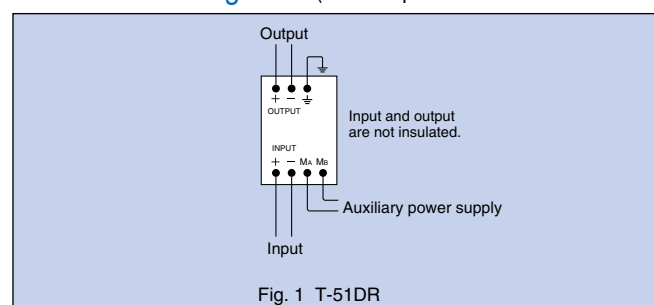 Output
+ − ⏚
OUTPUT
Input and output
are not insulated.
INPUT
+ − MA MB
Auxiliary power supply
Input
Fig. 1 T-51DR